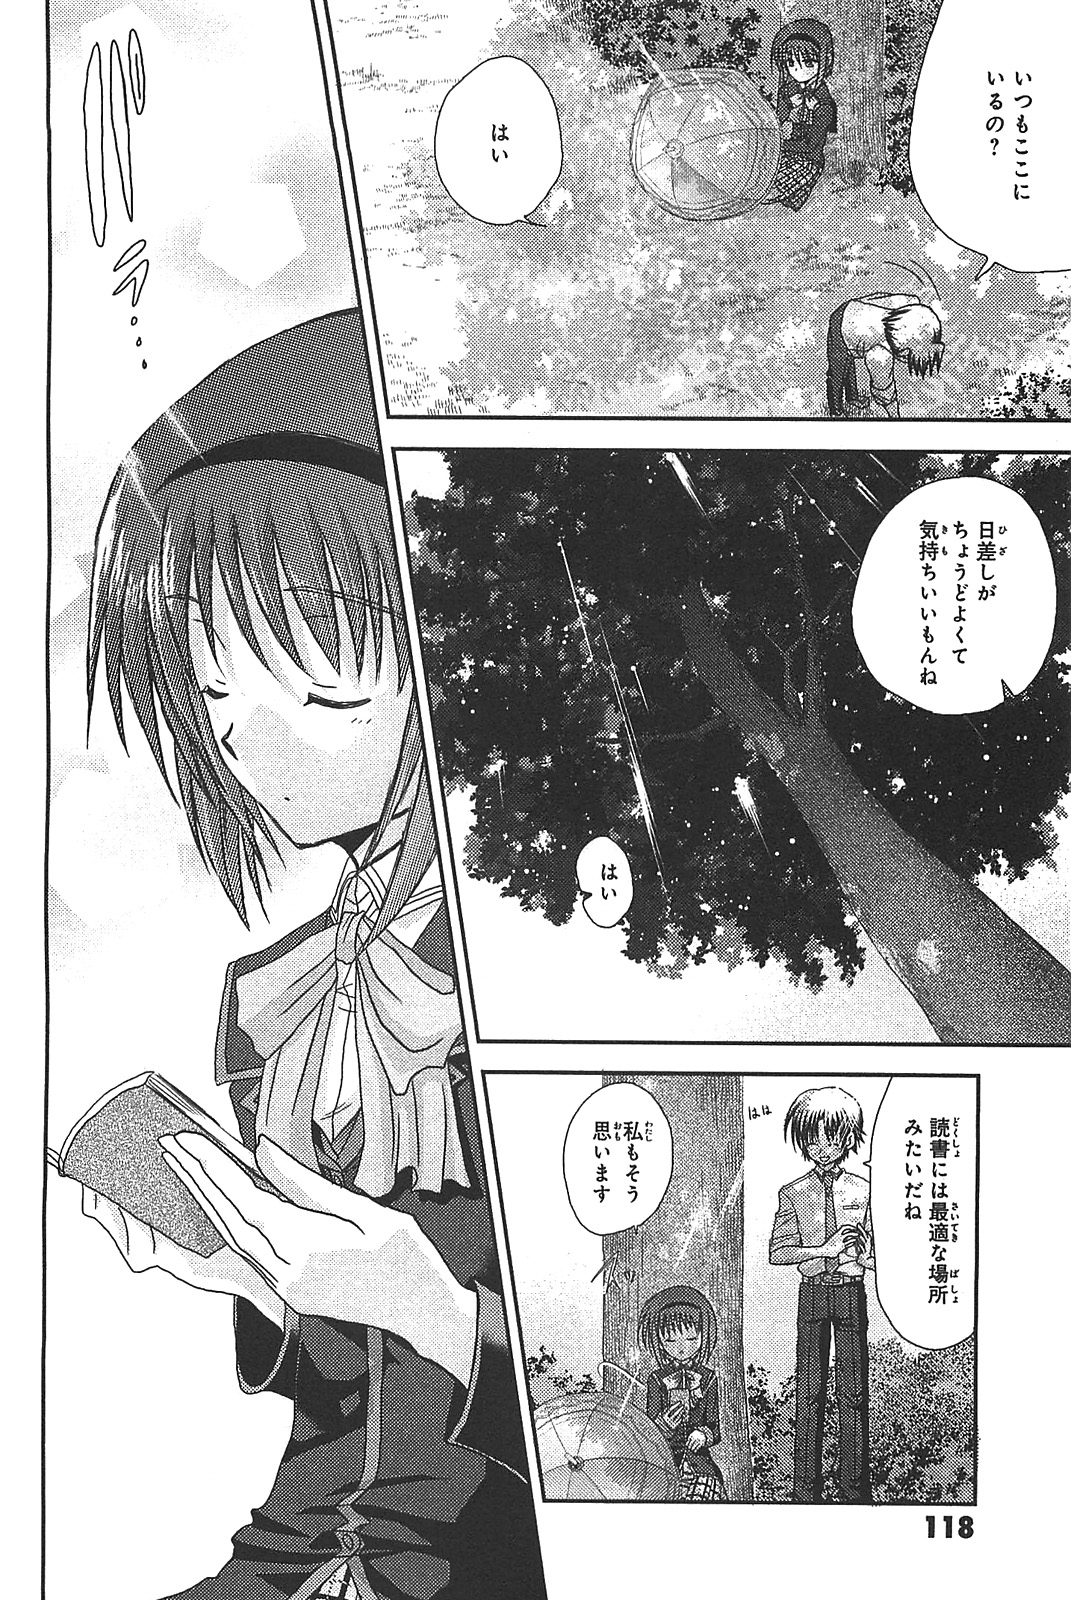 いつもここに
いるの?
はい
日差しが
ちょうどよくて
気持ちいいもんね
はい
読書には最適な場所
みたいだね
はは
私もそう
思います
118